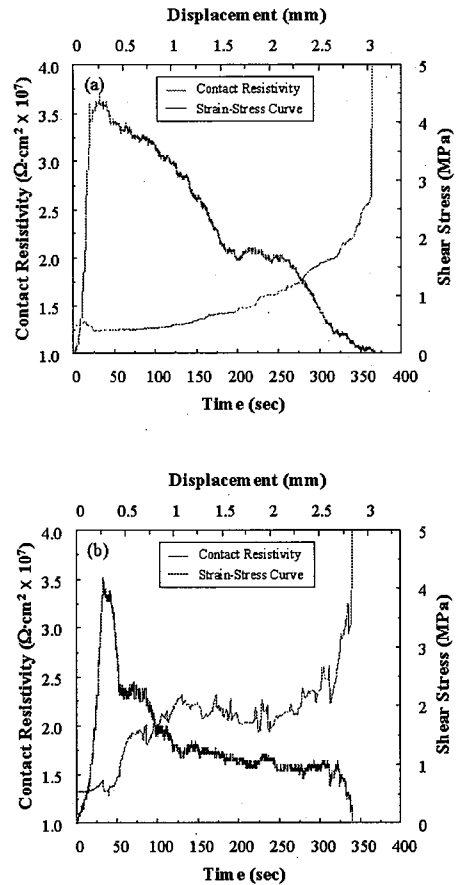 Displacement (mm)
0 0.5 1 1.5 2 2.5 3
(a)
Contact Resistivity
Strain-Stress Curve
4.0
3.5
3.0
2.5
2.0
1.5
1.0
Contact Resistivity (Ω·cm² × 10⁷)
5
4
3
2
1
0
Shear Stress (MPa)
0 50 100 150 200 250 300 350 400
Time (sec)
Displacement (mm)
0 0.5 1 1.5 2 2.5 3
(b)
Contact Resistivity
Strain-Stress Curve
4.0
3.5
3.0
2.5
2.0
1.5
1.0
Contact Resistivity (Ω·cm² × 10⁷)
5
4
3
2
1
0
Shear Stress (MPa)
0 50 100 150 200 250 300 350 400
Time (sec)